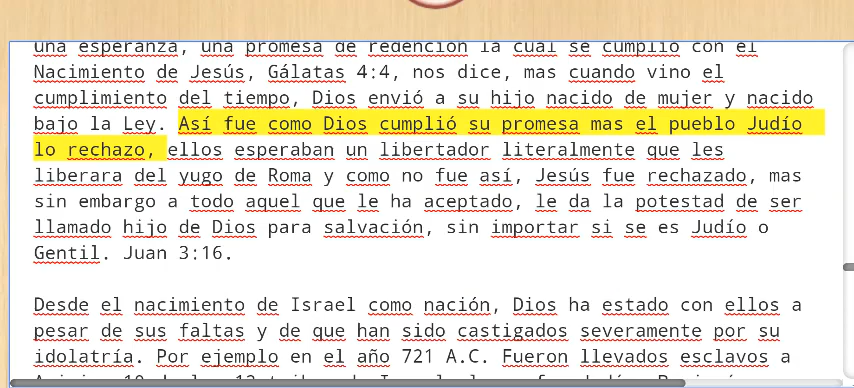 una esperanza, una promesa de redención la cual se cumplió con el
Nacimiento de Jesús, Gálatas 4:4, nos dice, mas cuando vino el
cumplimiento del tiempo, Dios envió a su hijo nacido de mujer y nacido
bajo la Ley. Así fue como Dios cumplió su promesa mas el pueblo Judío
lo rechazo, ellos esperaban un libertador literalmente que les
liberara del yugo de Roma y como no fue así, Jesús fue rechazado, mas
sin embargo a todo aquel que le ha aceptado, le da la potestad de ser
llamado hijo de Dios para salvación, sin importar si se es Judío o
Gentil. Juan 3:16.
Desde el nacimiento de Israel como nación, Dios ha estado con ellos a
pesar de sus faltas y de que han sido castigados severamente por su
idolatría. Por ejemplo en el año 721 A.C. Fueron llevados esclavos a